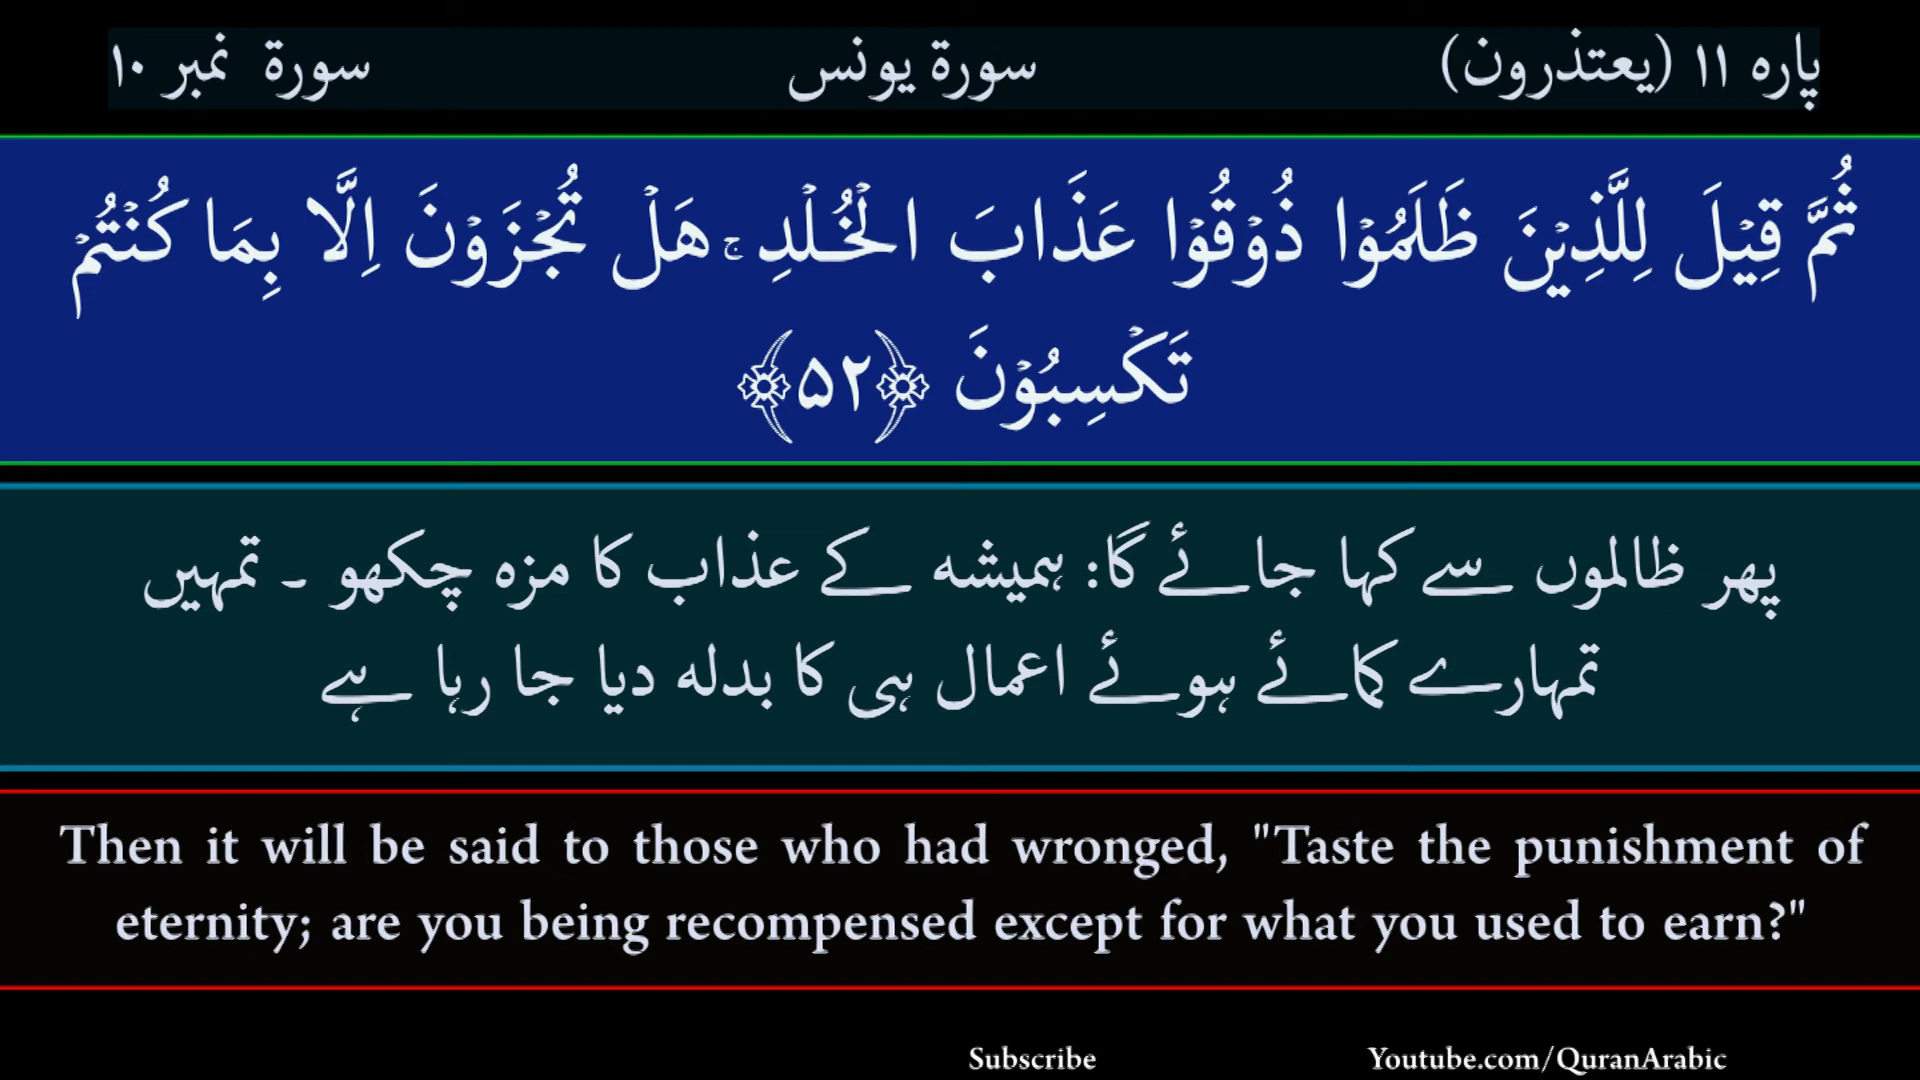 پارہ ۱۱ (یعتذرون) سورۃ یونس سورۃ نمبر ۱۰
ثُمَّ قِيۡلَ لِلَّذِيۡنَ ظَلَمُوۡا ذُوۡقُوۡا عَذَابَ الۡخُـلۡدِ‌ۚ هَلۡ تُجۡزَوۡنَ اِلَّا بِمَا كُنۡتُمۡ
تَكۡسِبُوۡنَ ﴿۵۲﴾
پھر ظالموں سے کہا جائے گا: ہمیشہ کے عذاب کا مزہ چکھو ۔ تمہیں
تمہارے کمائے ہوئے اعمال ہی کا بدلہ دیا جا رہا ہے
Then it will be said to those who had wronged, "Taste the punishment of
eternity; are you being recompensed except for what you used to earn?"
Subscribe Youtube.com/QuranArabic